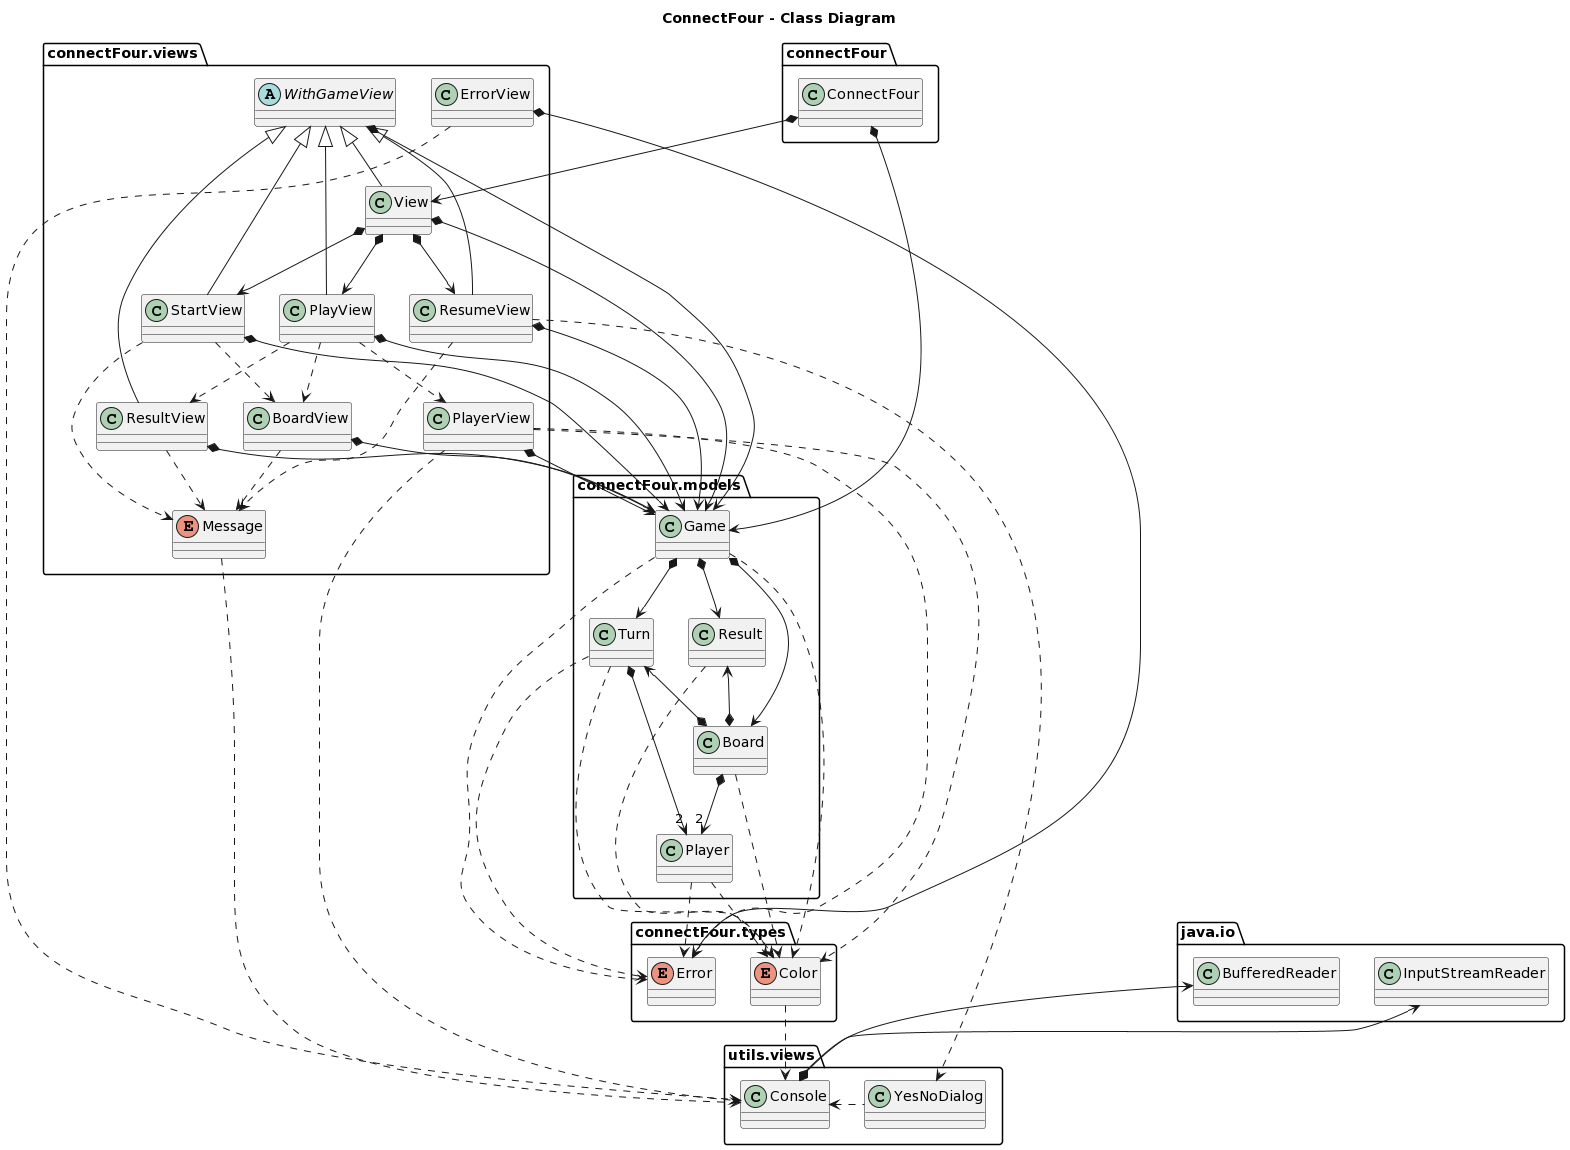 ConnectFour - Class Diagram
connectFour.views
connectFour
A WithGameView
C ErrorView
C ConnectFour
C View
C StartView
C PlayView
C ResumeView
C ResultView
C BoardView
C PlayerView
connectFour.models
E Message
C Game
C Turn
C Result
C Board
2 2
C Player
connectFour.types
java.io
E Error
E Color
C BufferedReader
C InputStreamReader
utils.views
C Console
C YesNoDialog